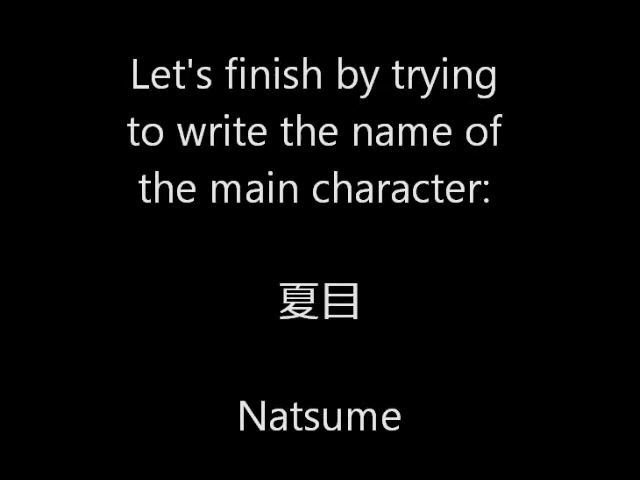 Let's finish by trying
to write the name of
the main character:
夏目
Natsume